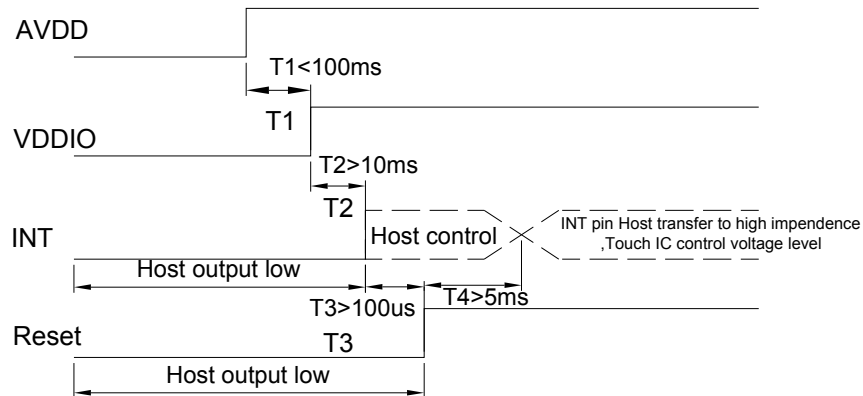 AVDD
T1<100ms
T1
VDDIO
T2>10ms
T2
INT
Host control
INT pin Host transfer to high impendence
,Touch IC control voltage level
Host output low
T3>100us
T4>5ms
Reset
T3
Host output low